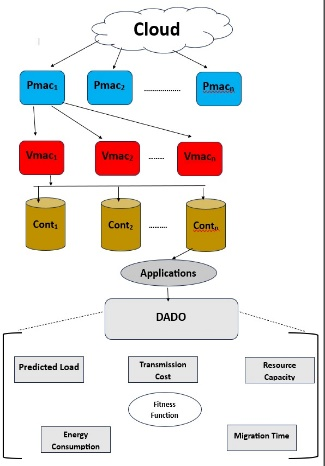 Cloud
Pmac₁ Pmac₂ ............. Pmacₙ
Vmac₁ Vmac₂ ...... Vmacₙ
Cont₁ Cont₂ ........ Contₙ
Applications
DADO
Predicted Load
Transmission
Cost
Resource
Capacity
Fitness
Function
Energy
Consumption
Migration Time